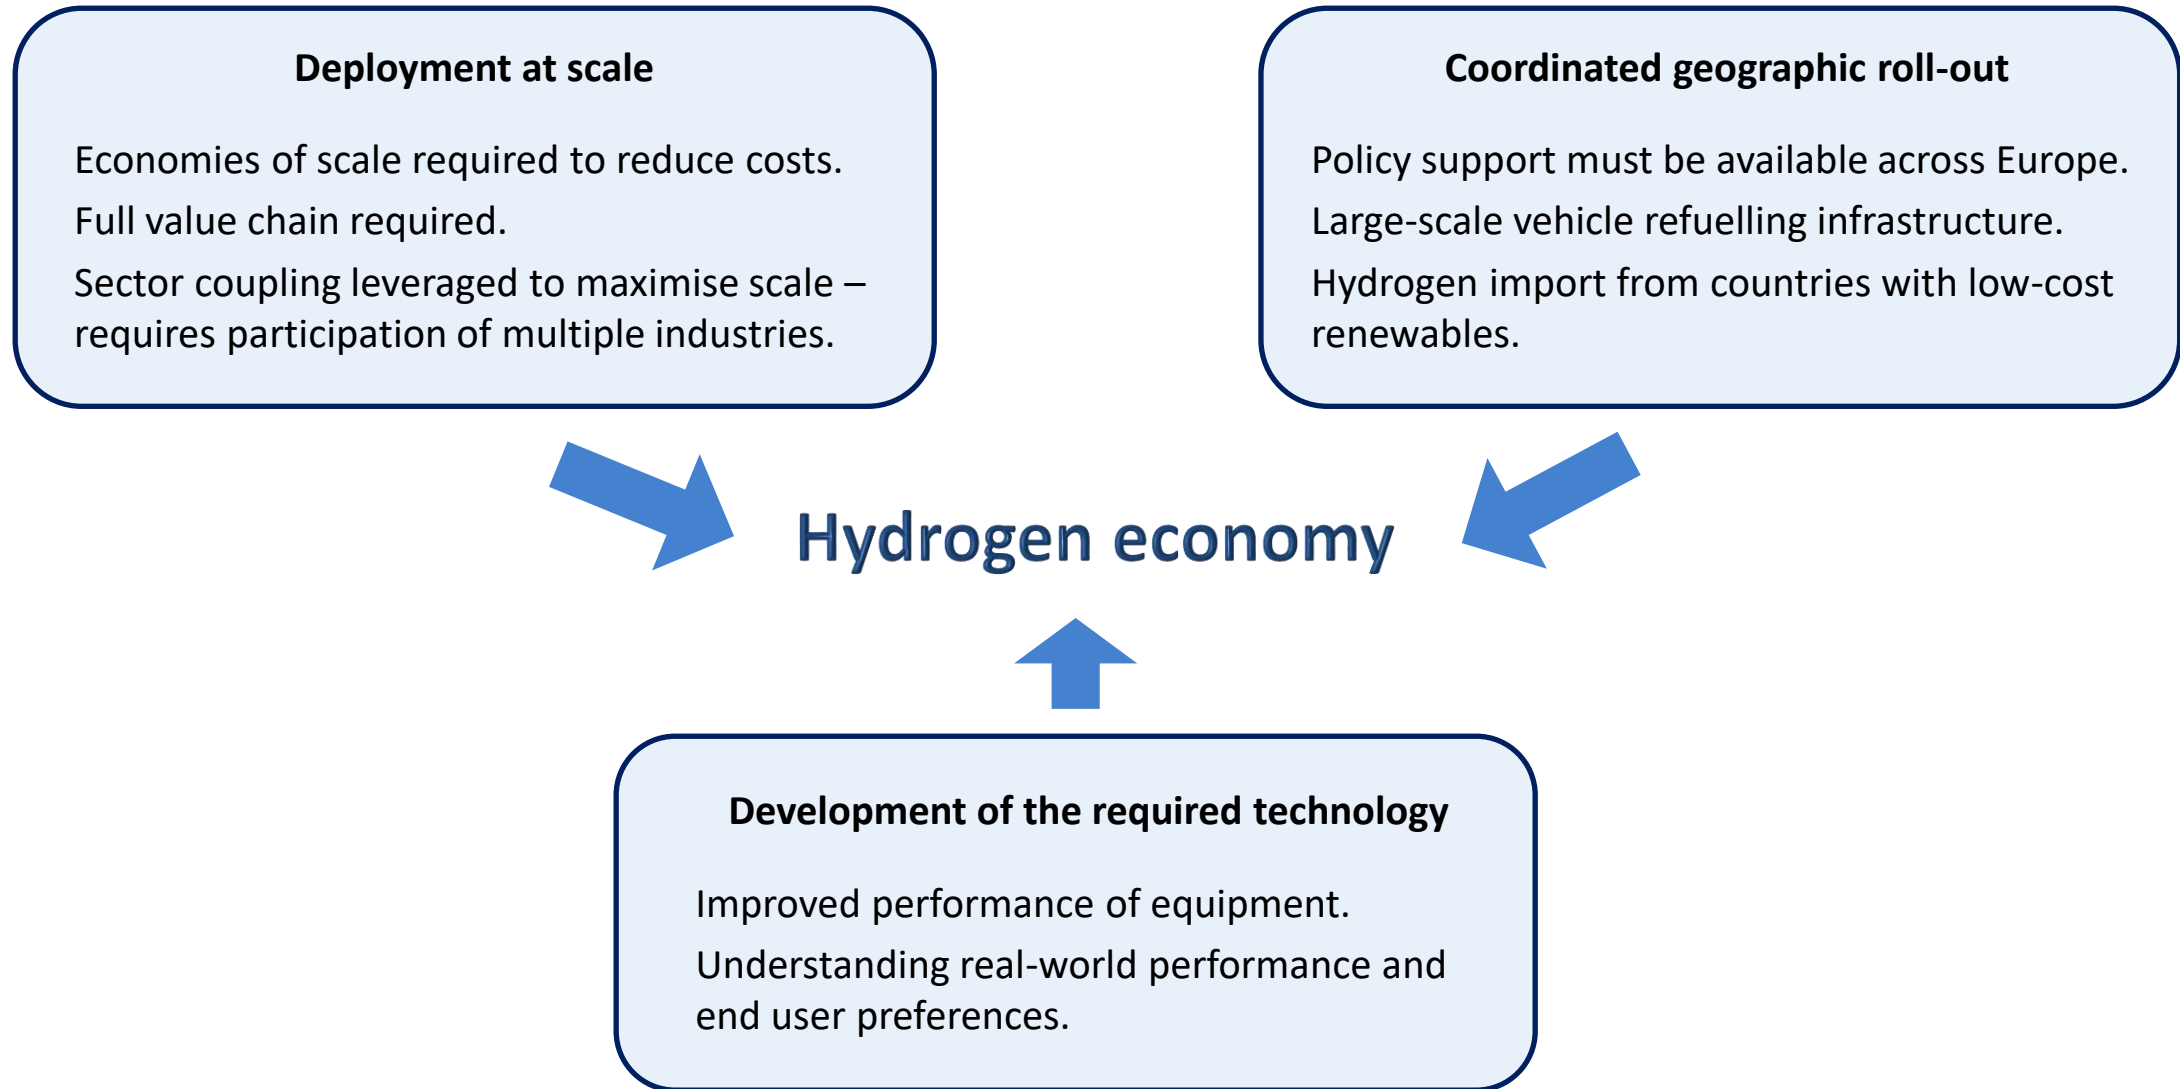 Deployment at scale
Economies of scale required to reduce costs.
Full value chain required.
Sector coupling leveraged to maximise scale –
requires participation of multiple industries.
Coordinated geographic roll-out
Policy support must be available across Europe.
Large-scale vehicle refuelling infrastructure.
Hydrogen import from countries with low-cost
renewables.
Hydrogen economy
Development of the required technology
Improved performance of equipment.
Understanding real-world performance and
end user preferences.